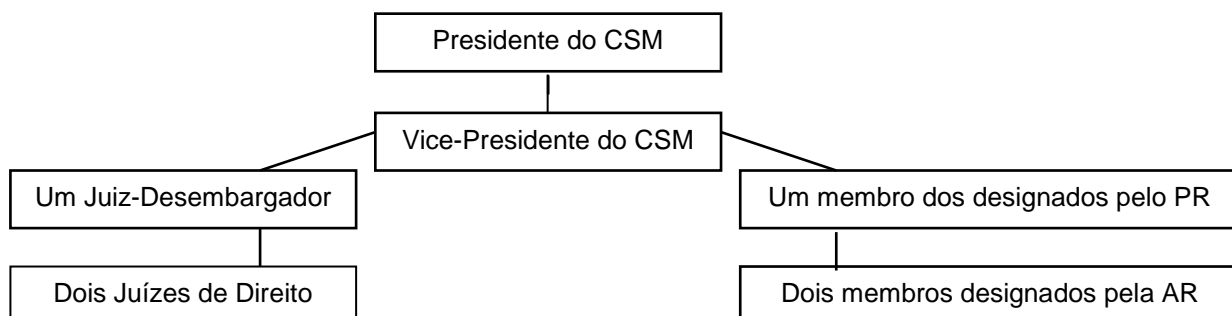 Presidente do CSM
Vice-Presidente do CSM
Um Juiz-Desembargador
Um membro dos designados pelo PR
Dois Juízes de Direito
Dois membros designados pela AR